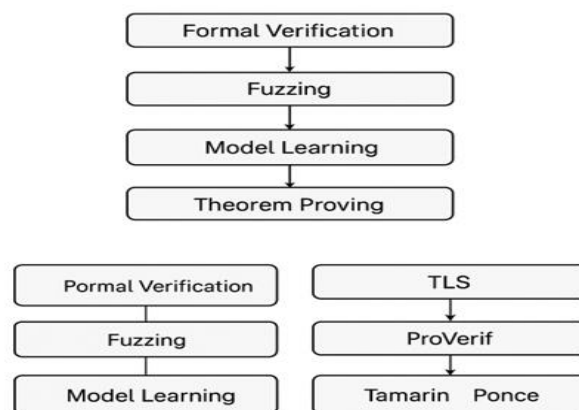 Formal Verification
Fuzzing
Model Learning
Theorem Proving
Pormal Verification
Fuzzing
Model Learning
TLS
ProVerif
Tamarin Ponce